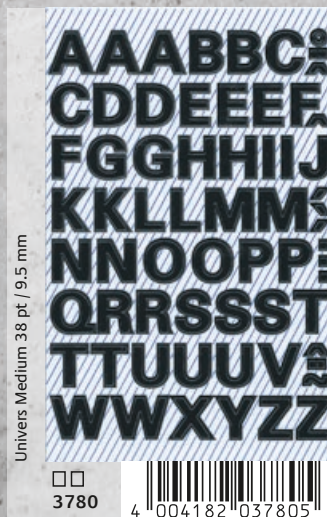 AAABBC
CDDEEEF
FGGHHIIJ
KKLLMM
NNOOPP
QRRSSST
TTUUUV
WWXYZZ
Univers Medium 38 pt / 9.5 mm
3780
4 004182 037805